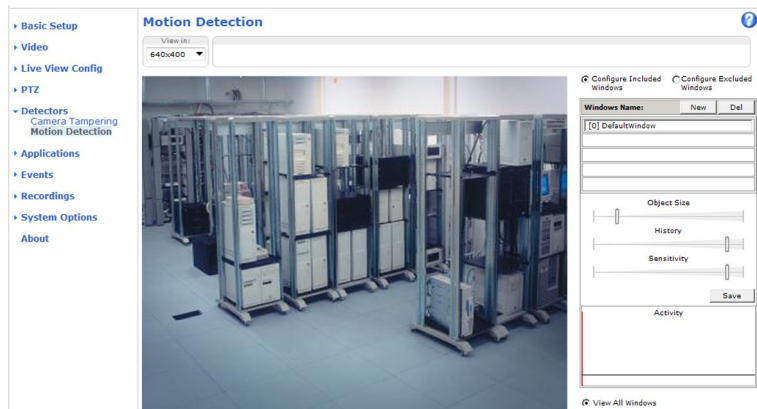 Basic Setup
Video
Live View Config
PTZ
Detectors
Camera Tampering
Motion Detection
Applications
Events
Recordings
System Options
About
Motion Detection
View in:
640x400
Configure Included Windows
Configure Excluded Windows
Windows Name:
New
Del
[0] DefaultWindow
Object Size
History
Sensitivity
Save
Activity
View All Windows